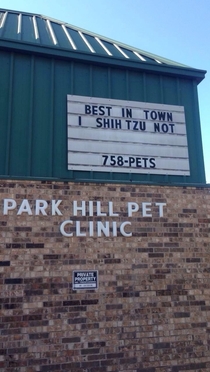 BEST IN TOWN
I SHIH TZU NOT
758-PETS
PARK HILL PET
CLINIC
PRIVATE
PROPERTY